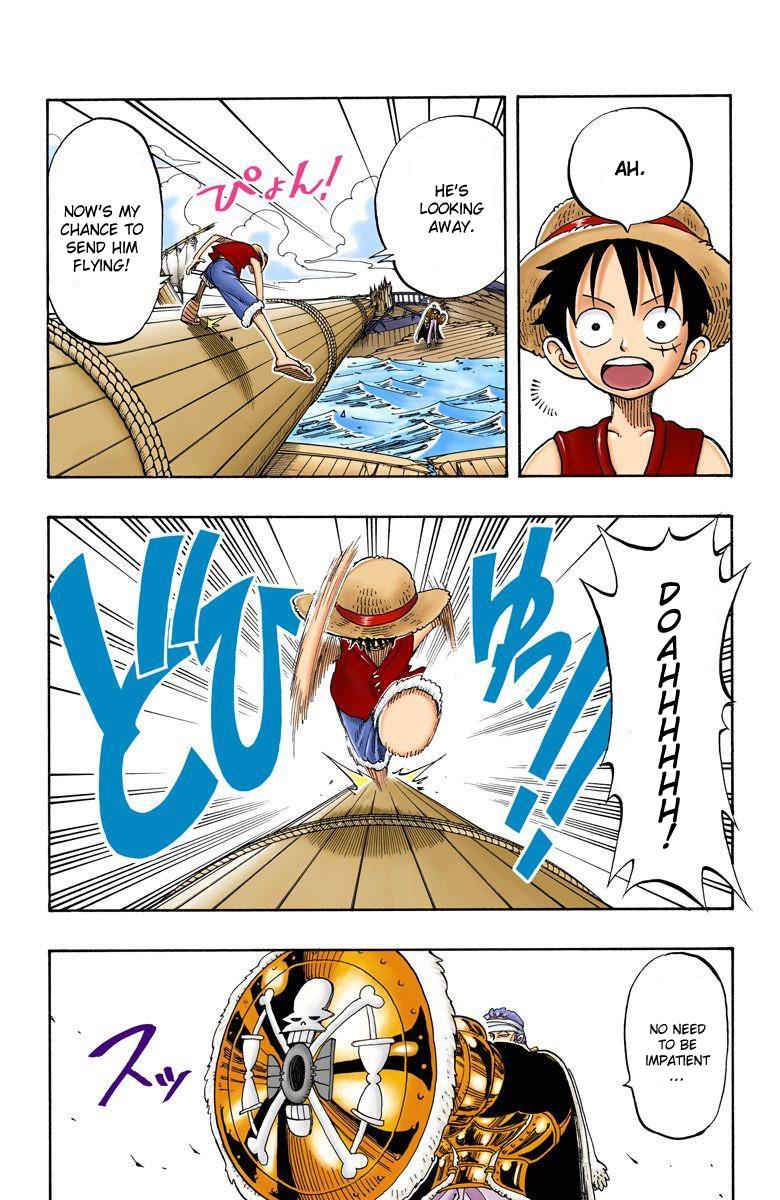 AH.
HE'S
LOOKING
AWAY.
ぴょん!
NOW'S MY
CHANCE TO
SEND HIM
FLYING!
DOAHHHHHH!
どひゅっ!!
NO NEED
TO BE
IMPATIENT
...
スッ